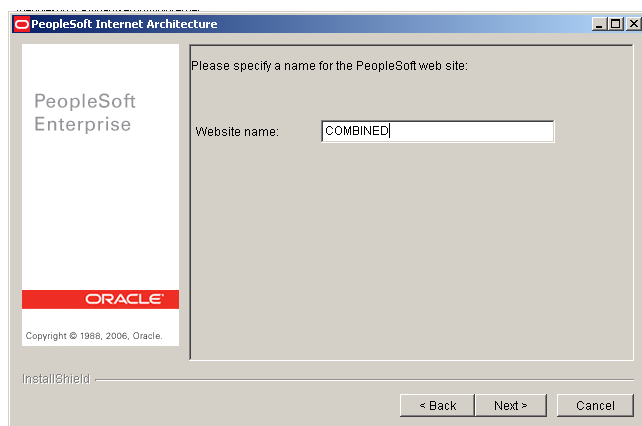 PeopleSoft Internet Architecture
Please specify a name for the PeopleSoft web site:
PeopleSoft
Enterprise
Website name:
COMBINED
ORACLE
Copyright © 1988, 2006, Oracle.
InstallShield
< Back
Next >
Cancel